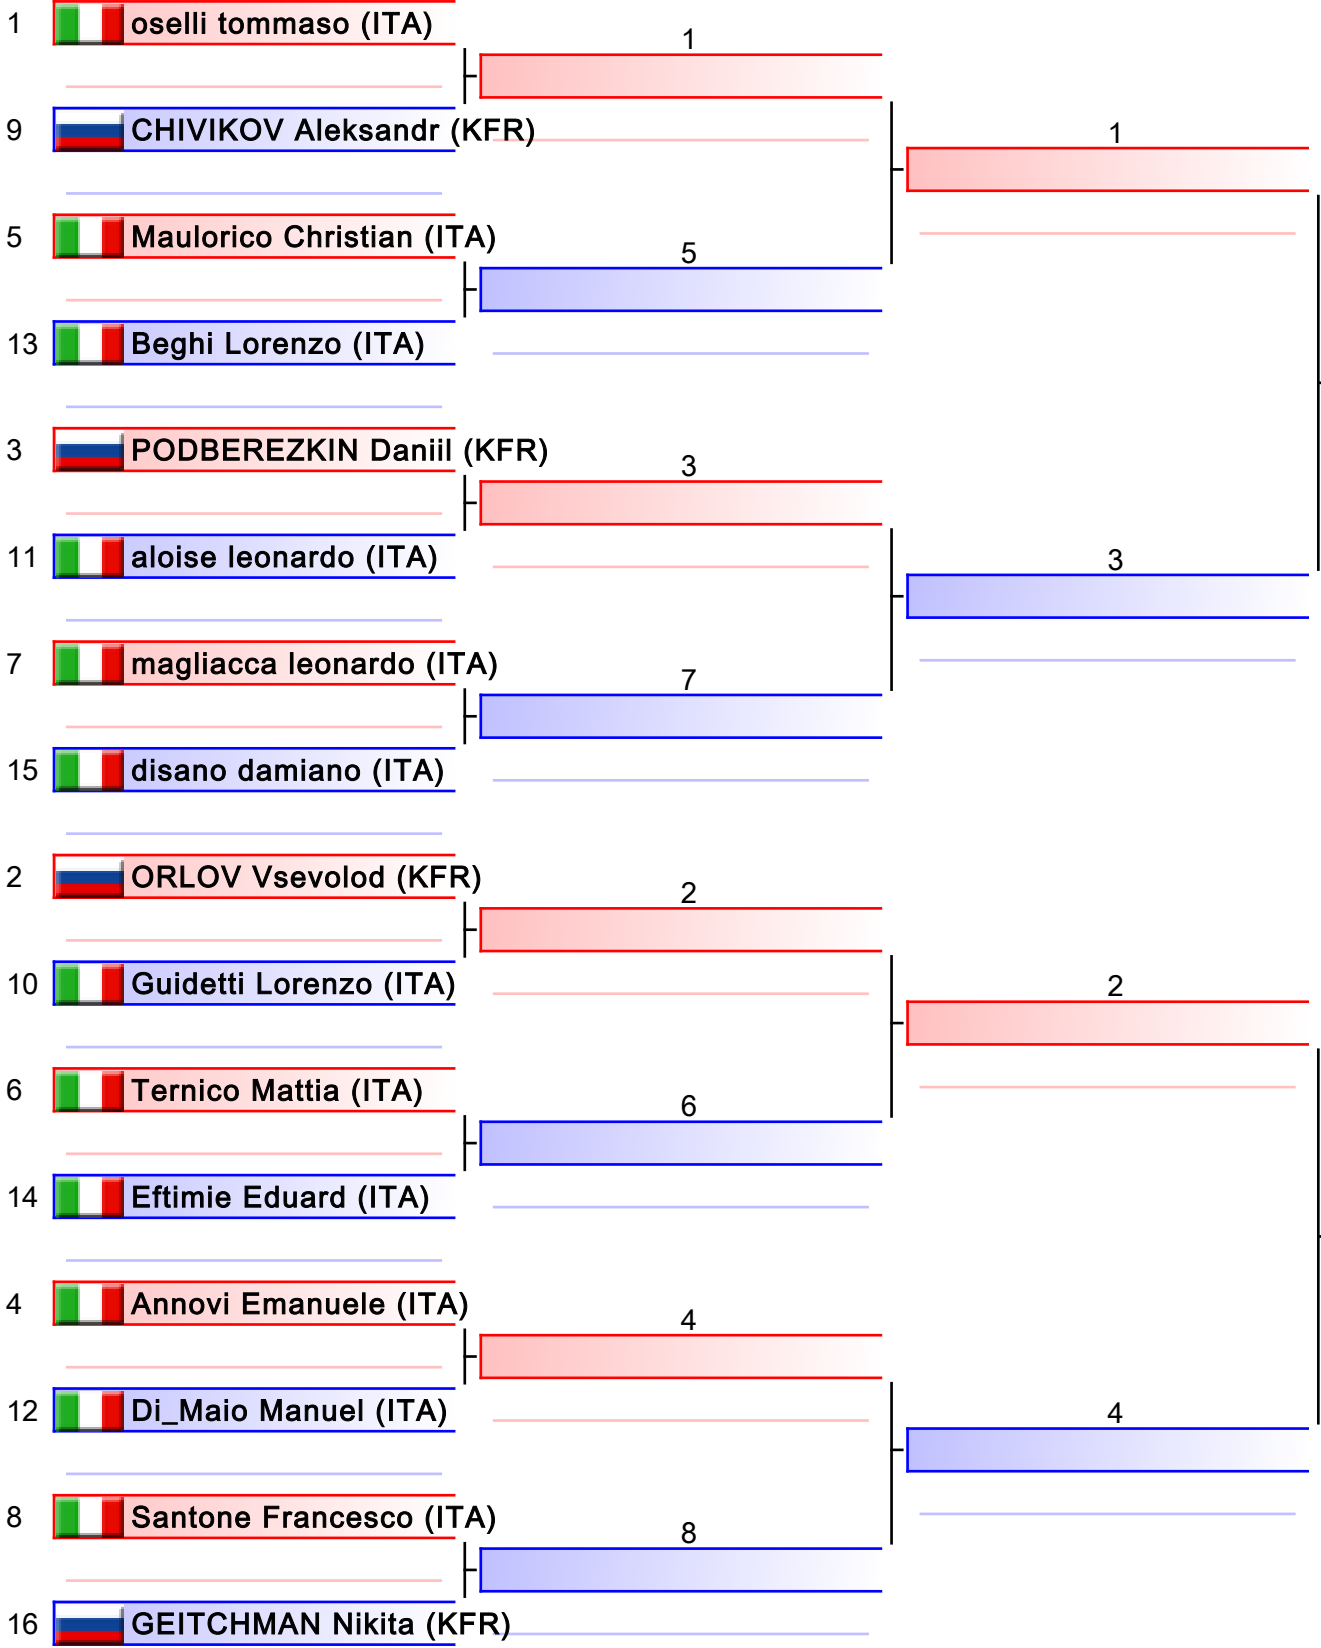 1 oselli tommaso (ITA)
1
9 CHIVIKOV Aleksandr (KFR)
1
5 Maulorico Christian (ITA)
5
13 Beghi Lorenzo (ITA)
3 PODBEREZKIN Daniil (KFR)
3
11 aloise leonardo (ITA)
3
7 magliacca leonardo (ITA)
7
15 disano damiano (ITA)
2 ORLOV Vsevolod (KFR)
2
10 Guidetti Lorenzo (ITA)
2
6 Ternico Mattia (ITA)
6
14 Eftimie Eduard (ITA)
4 Annovi Emanuele (ITA)
4
12 Di_Maio Manuel (ITA)
4
8 Santone Francesco (ITA)
8
16 GEITCHMAN Nikita (KFR)